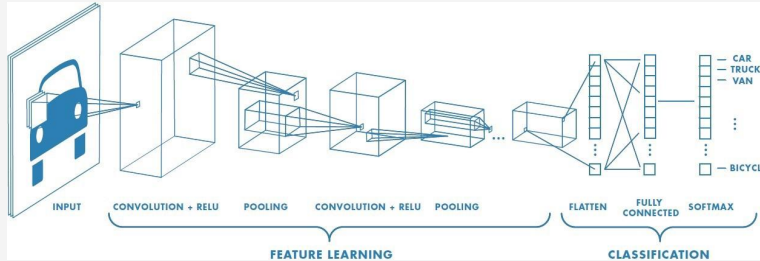 CAR
TRUCK
VAN
BICYCL
INPUT
CONVOLUTION + RELU
POOLING
CONVOLUTION + RELU
POOLING
FLATTEN
FULLY
CONNECTED
SOFTMAX
FEATURE LEARNING
CLASSIFICATION